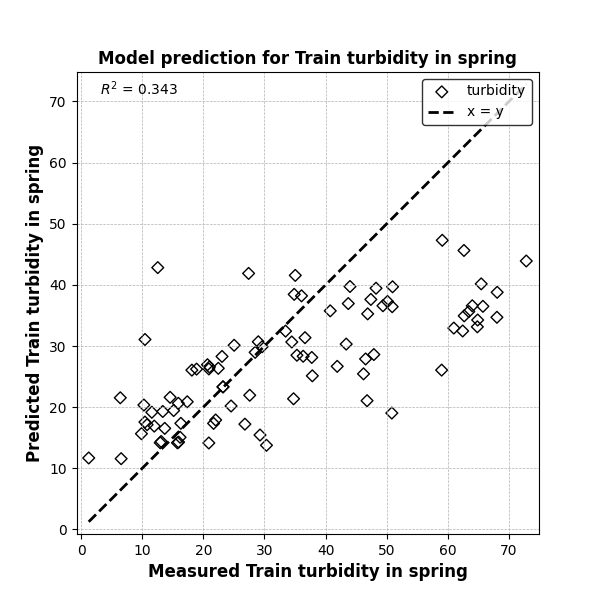 Model prediction for Train turbidity in spring
R² = 0.343
turbidity
x = y
70
60
50
40
30
20
10
0
Predicted Train turbidity in spring
0 10 20 30 40 50 60 70
Measured Train turbidity in spring